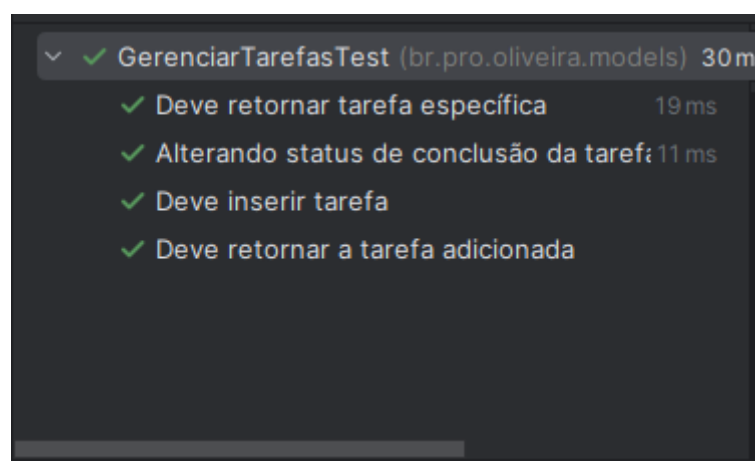 GerenciarTarefasTest (br.pro.oliveira.models) 30 m
Deve retornar tarefa específica 19 ms
Alterando status de conclusão da tarefa 11 ms
Deve inserir tarefa
Deve retornar a tarefa adicionada